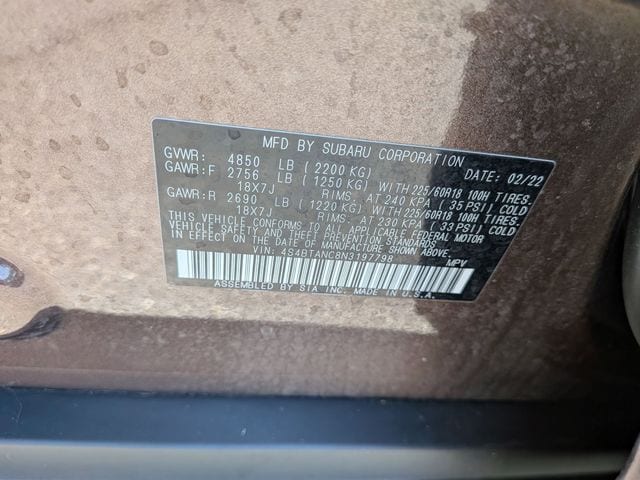 MFD BY SUBARU CORPORATION
GVWR: 4850 LB (2200 KG) DATE: 02/22
GAWR:F 2756 LB (1250 KG) WITH 225/60R18 100H TIRES.
18X7J RIMS. AT 240 KPA (35 PSI) COLD
GAWR:R 2690 LB (1220 KG) WITH 225/60R18 100H TIRES.
18X7J RIMS. AT 230 KPA (33 PSI) COLD
THIS VEHICLE CONFORMS TO ALL APPLICABLE FEDERAL MOTOR
VEHICLE SAFETY AND THEFT PREVENTION STANDARDS IN EFFECT ON THE
DATE OF MANUFACTURE SHOWN ABOVE.
VIN: 4S4BTANC8N3197798 MPV
ASSEMBLED BY SIA INC. MADE IN U.S.A.